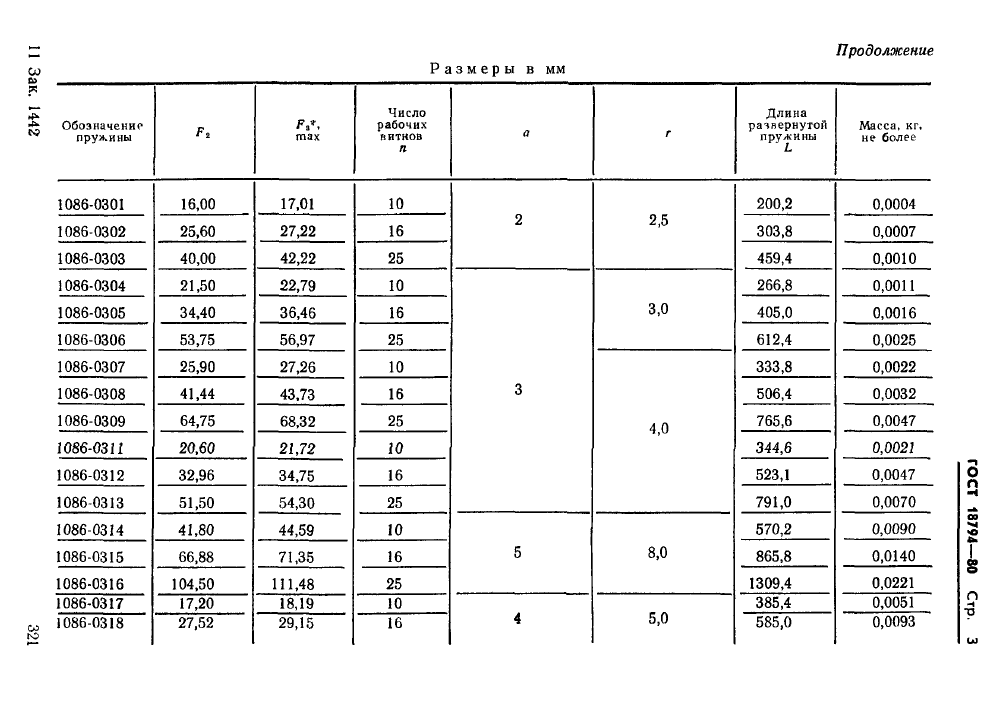 Продолжение
Размеры в мм
Обозначение пружины | F₂ | F₃*, max | Число рабочих витков n | a | r | Длина развернутой пружины L | Масса, кг, не более
1086-0301 | 16,00 | 17,01 | 10 | 2 | 2,5 | 200,2 | 0,0004
1086-0302 | 25,60 | 27,22 | 16 | 303,8 | 0,0007
1086-0303 | 40,00 | 42,22 | 25 | 459,4 | 0,0010
1086-0304 | 21,50 | 22,79 | 10 | 3 | 3,0 | 266,8 | 0,0011
1086-0305 | 34,40 | 36,46 | 16 | 405,0 | 0,0016
1086-0306 | 53,75 | 56,97 | 25 | 612,4 | 0,0025
1086-0307 | 25,90 | 27,26 | 10 | 4,0 | 333,8 | 0,0022
1086-0308 | 41,44 | 43,73 | 16 | 506,4 | 0,0032
1086-0309 | 64,75 | 68,32 | 25 | 765,6 | 0,0047
1086-0311 | 20,60 | 21,72 | 10 | 344,6 | 0,0021
1086-0312 | 32,96 | 34,75 | 16 | 523,1 | 0,0047
1086-0313 | 51,50 | 54,30 | 25 | 791,0 | 0,0070
1086-0314 | 41,80 | 44,59 | 10 | 5 | 8,0 | 570,2 | 0,0090
1086-0315 | 66,88 | 71,35 | 16 | 865,8 | 0,0140
1086-0316 | 104,50 | 111,48 | 25 | 1309,4 | 0,0221
1086-0317 | 17,20 | 18,19 | 10 | 4 | 5,0 | 385,4 | 0,0051
1086-0318 | 27,52 | 29,15 | 16 | 585,0 | 0,0093
11 Зак. 1442
321
ГОСТ 18794—80 Стр. 3